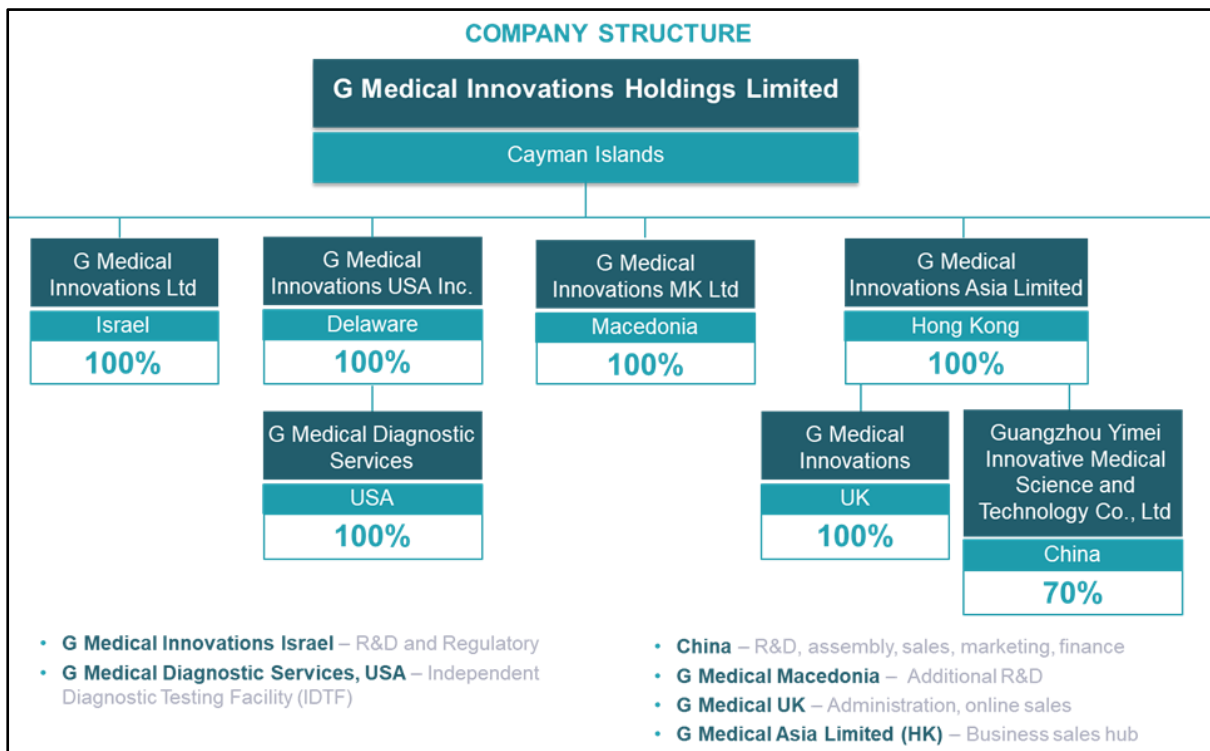 COMPANY STRUCTURE
G Medical Innovations Holdings Limited
Cayman Islands
G Medical
Innovations Ltd
Israel
100%
G Medical
Innovations USA Inc.
Delaware
100%
G Medical
Innovations MK Ltd
Macedonia
100%
G Medical
Innovations Asia Limited
Hong Kong
100%
G Medical Diagnostic
Services
USA
100%
G Medical
Innovations
UK
100%
Guangzhou Yimei
Innovative Medical
Science and
Technology Co., Ltd
China
70%
• G Medical Innovations Israel – R&D and Regulatory
• G Medical Diagnostic Services, USA – Independent
Diagnostic Testing Facility (IDTF)
• China – R&D, assembly, sales, marketing, finance
• G Medical Macedonia – Additional R&D
• G Medical UK – Administration, online sales
• G Medical Asia Limited (HK) – Business sales hub